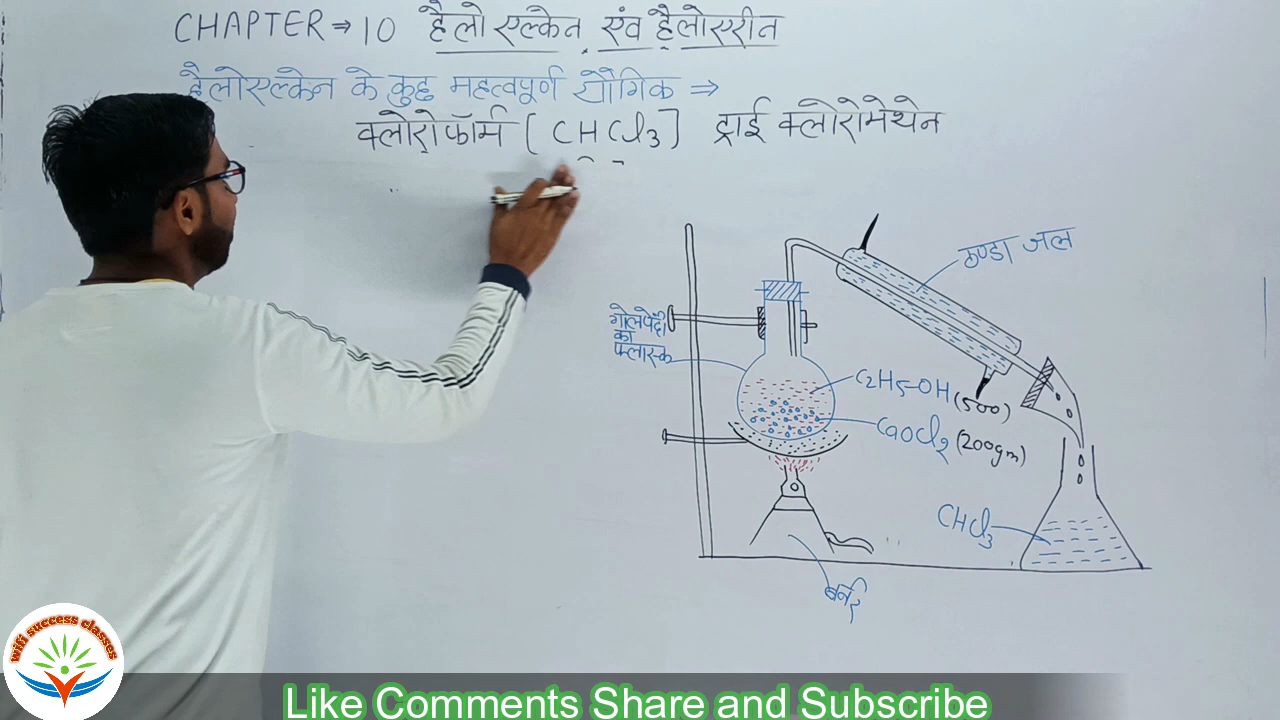 CHAPTER ⇒ 10 हैलो एल्केन एंव हैलोएरीन
हैलोएल्केन के कुछ महत्वपूर्ण यौगिक ⇒
क्लोरोफॉर्म [ CHCl3 ] ट्राई क्लोरोमेथेन
ठण्डा जल
गोलपेंदी
का
फ्लास्क
C2H5-OH (500)
CaOCl2 (200gm)
CHCl3
बर्नर
wifi success classes
Like Comments Share and Subscribe